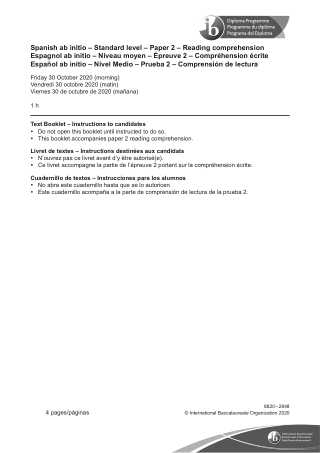 Diploma Programme
Programme du diplôme
Programa del Diploma
Spanish ab initio – Standard level – Paper 2 – Reading comprehension
Espagnol ab initio – Niveau moyen – Épreuve 2 – Compréhension écrite
Español ab initio – Nivel Medio – Prueba 2 – Comprensión de lectura
Friday 30 October 2020 (morning)
Vendredi 30 octobre 2020 (matin)
Viernes 30 de octubre de 2020 (mañana)
1 h
Text Booklet – Instructions to candidates
• Do not open this booklet until instructed to do so.
• This booklet accompanies paper 2 reading comprehension.
Livret de textes – Instructions destinées aux candidats
• N'ouvrez pas ce livret avant d'y être autorisé(e).
• Ce livret accompagne la partie de l'épreuve 2 portant sur la compréhension écrite.
Cuadernillo de textos – Instrucciones para los alumnos
• No abra este cuadernillo hasta que se lo autoricen.
• Este cuadernillo acompaña a la parte de comprensión de lectura de la prueba 2.
4 pages/páginas
© International Baccalaureate Organization 2020